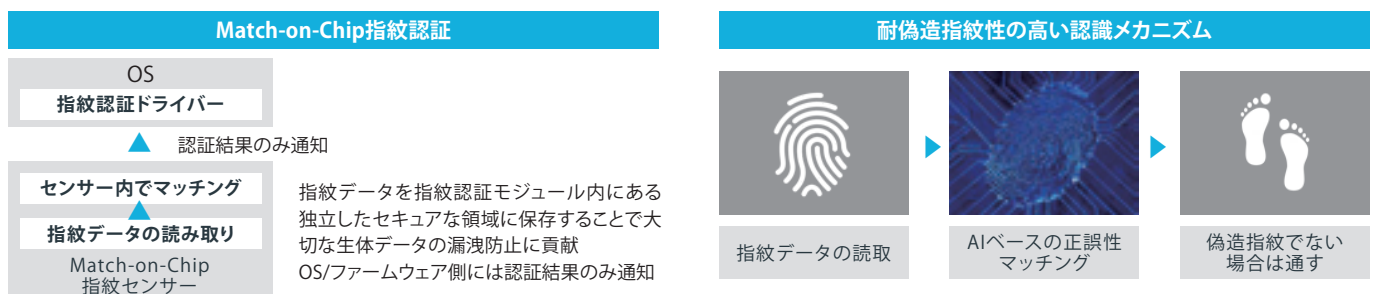 Match-on-Chip指紋認証
OS
指紋認証ドライバー
認証結果のみ通知
センサー内でマッチング
指紋データの読み取り
Match-on-Chip
指紋センサー
指紋データを指紋認証モジュール内にある
独立したセキュアな領域に保存することで大
切な生体データの漏洩防止に貢献
OS/ファームウェア側には認証結果のみ通知
耐偽造指紋性の高い認識メカニズム
指紋データの読取
AIベースの正誤性
マッチング
偽造指紋でない
場合は通す